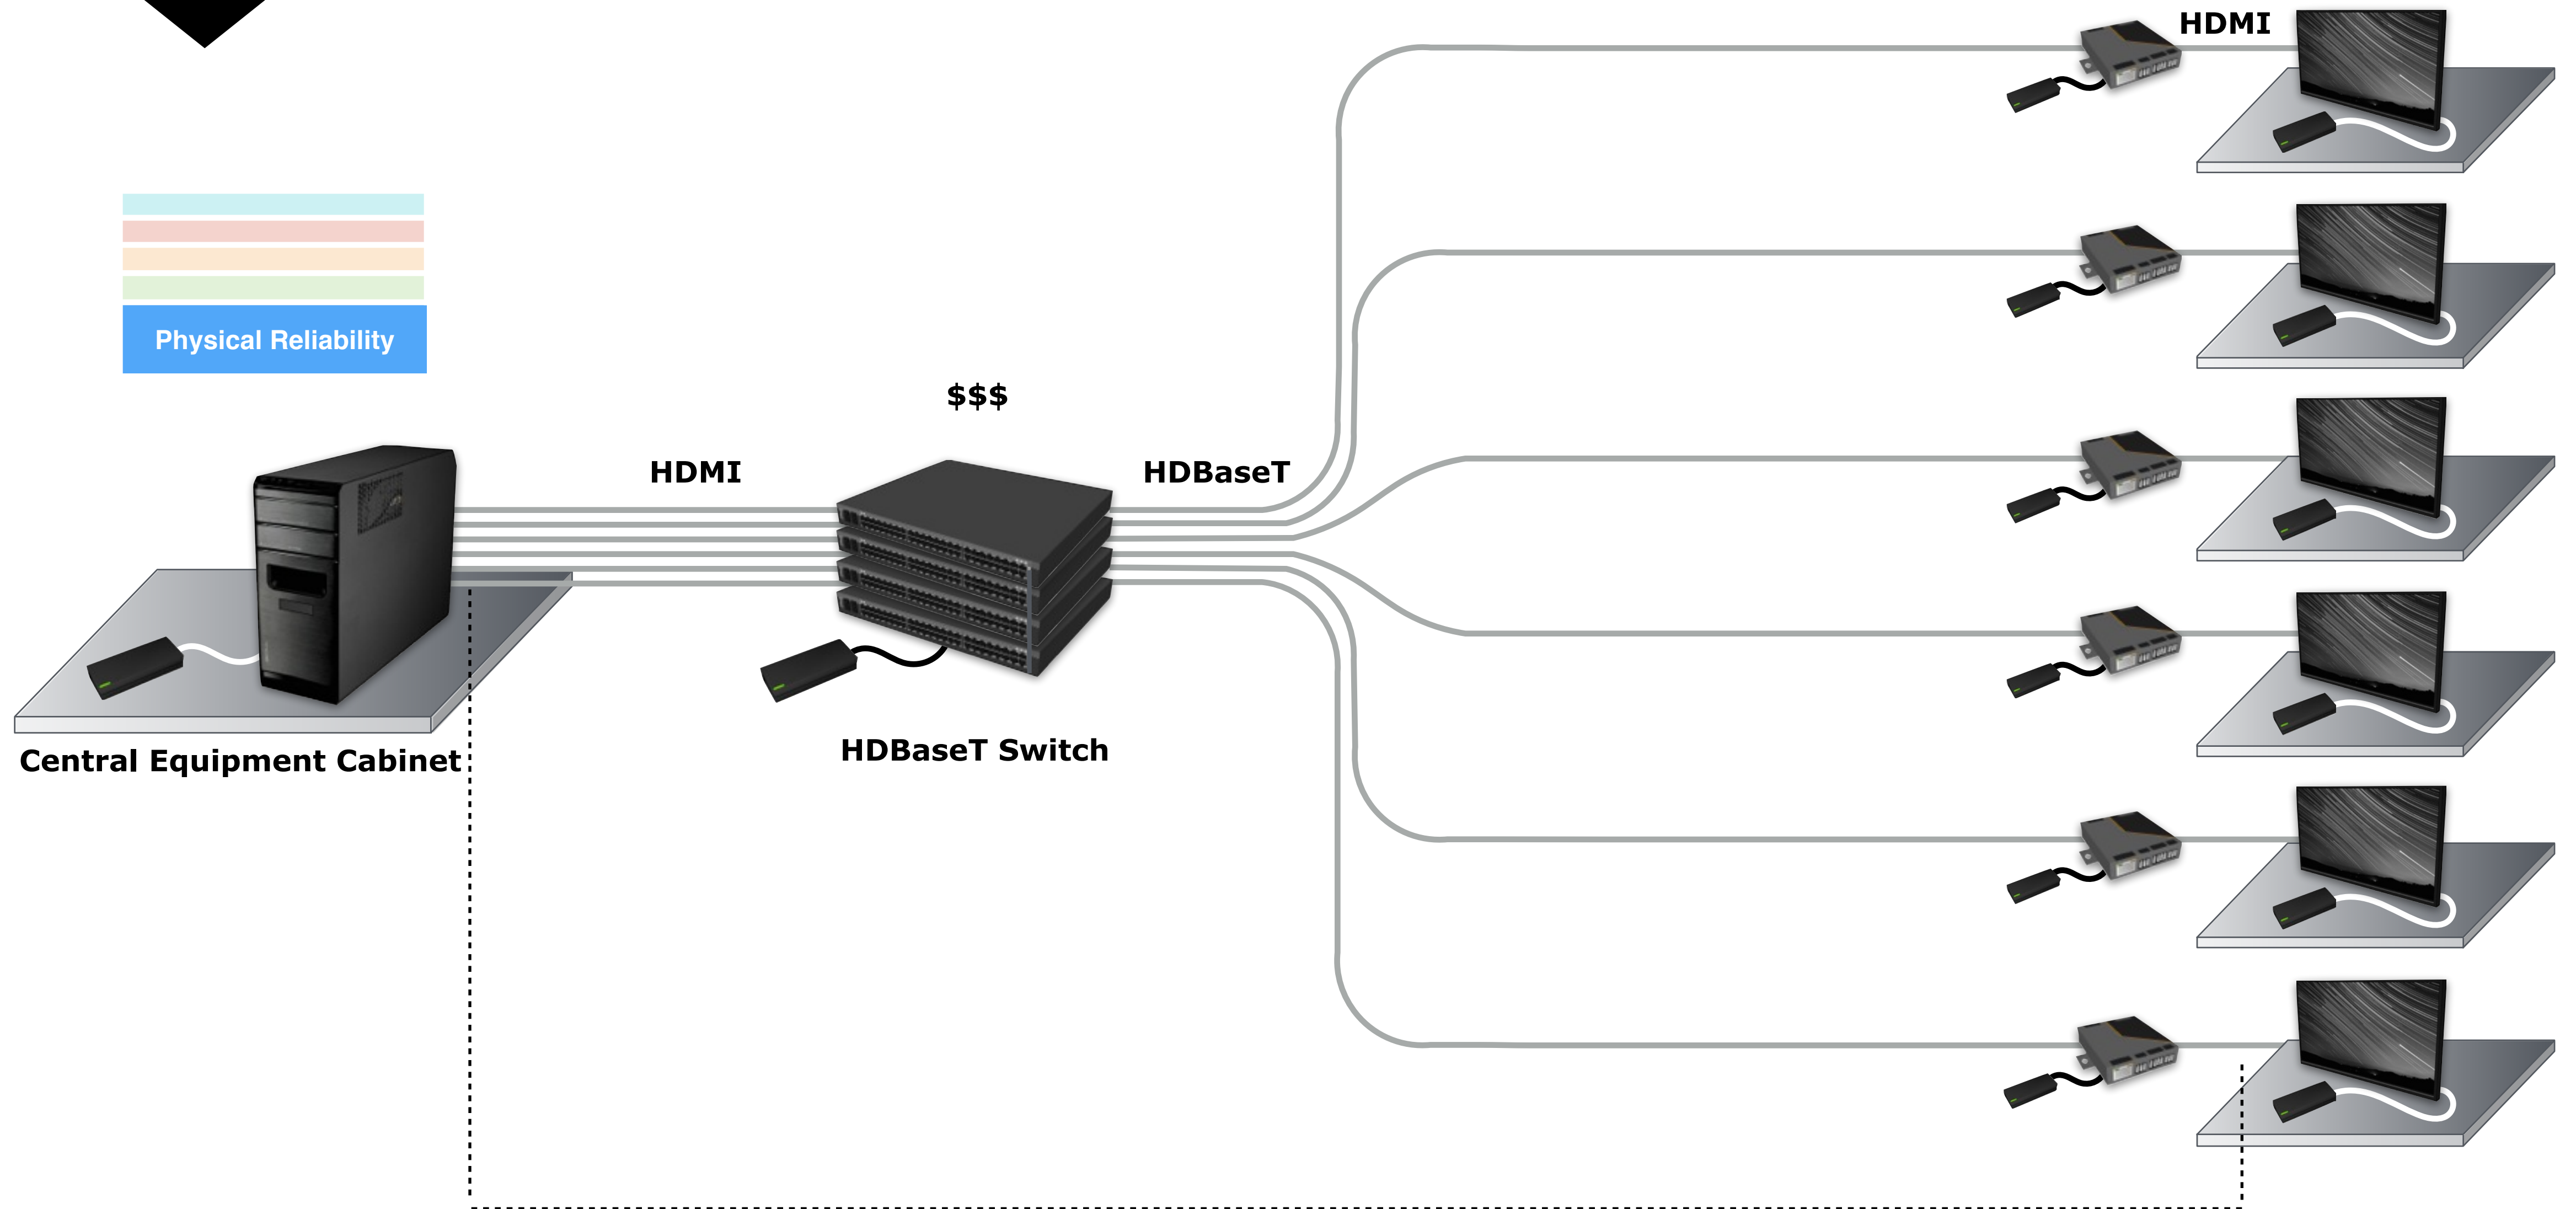 HDMI
Physical Reliability
$$$
HDMI
HDBaseT
HDBaseT Switch
Central Equipment Cabinet